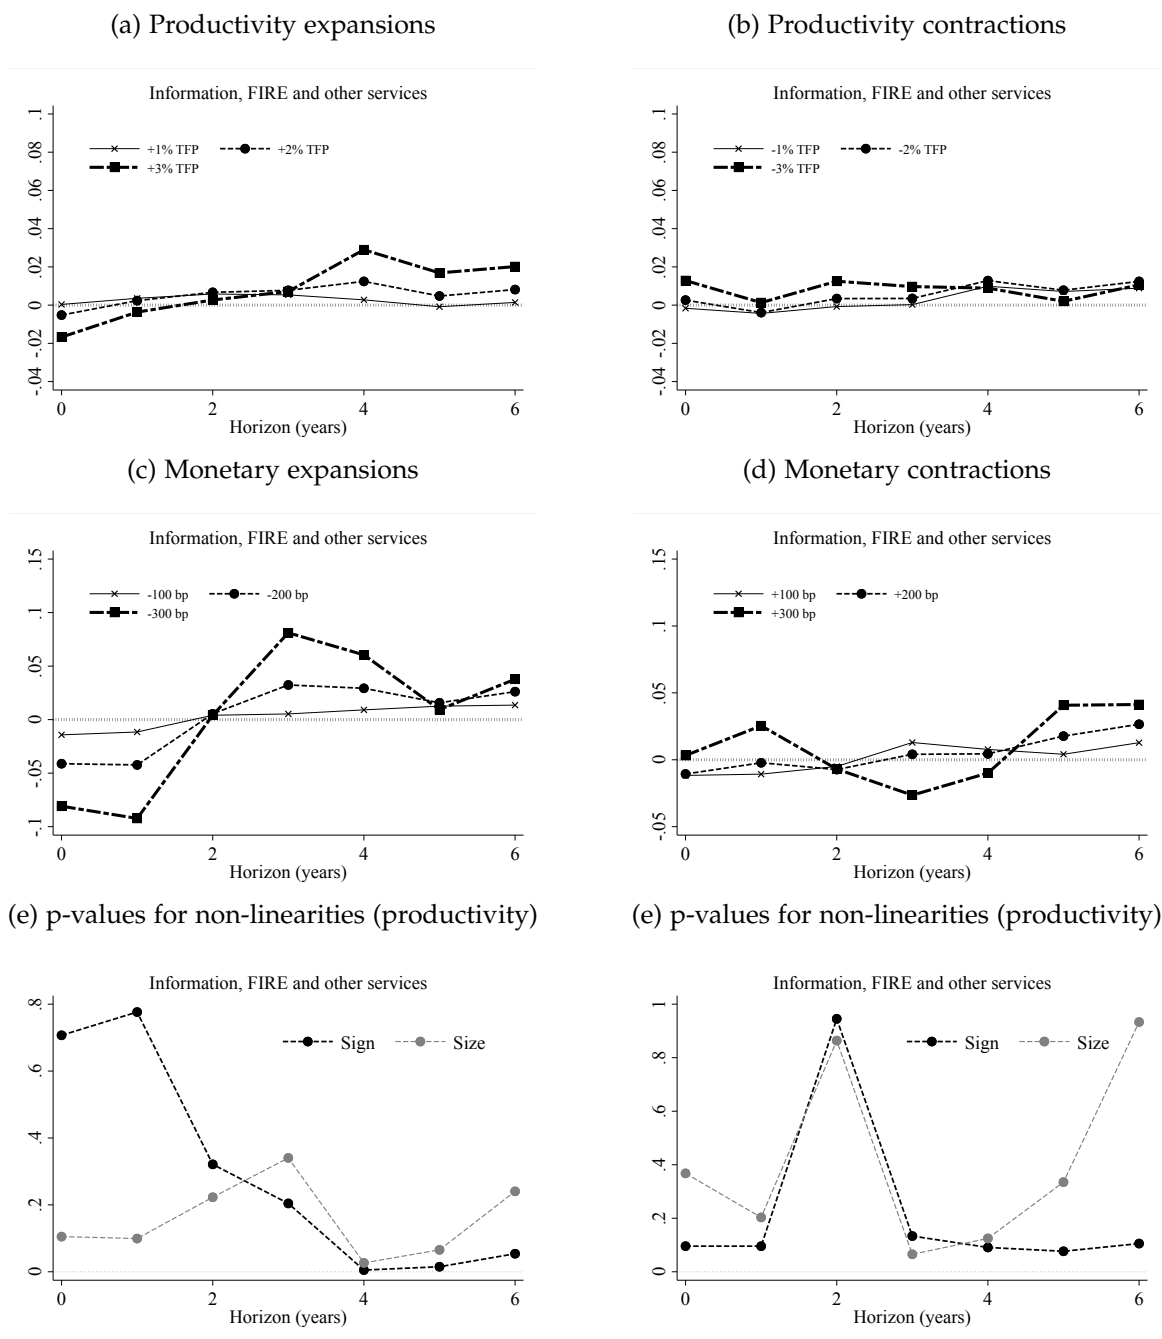 (a) Productivity expansions
Information, FIRE and other services
.1
.08
.06
.04
.02
0
-.02
-.04
+1% TFP
+2% TFP
+3% TFP
0
2
4
6
Horizon (years)
(b) Productivity contractions
Information, FIRE and other services
.1
.08
.06
.04
.02
0
-.02
-.04
-1% TFP
-2% TFP
-3% TFP
0
2
4
6
Horizon (years)
(c) Monetary expansions
Information, FIRE and other services
.15
.1
.05
0
-.05
-.1
-100 bp
-200 bp
-300 bp
0
2
4
6
Horizon (years)
(d) Monetary contractions
Information, FIRE and other services
.15
.1
.05
0
-.05
+100 bp
+200 bp
+300 bp
0
2
4
6
Horizon (years)
(e) p-values for non-linearities (productivity)
Information, FIRE and other services
.8
.6
.4
.2
0
Sign
Size
0
2
4
6
Horizon (years)
(e) p-values for non-linearities (productivity)
Information, FIRE and other services
1
.8
.6
.4
.2
0
Sign
Size
0
2
4
6
Horizon (years)